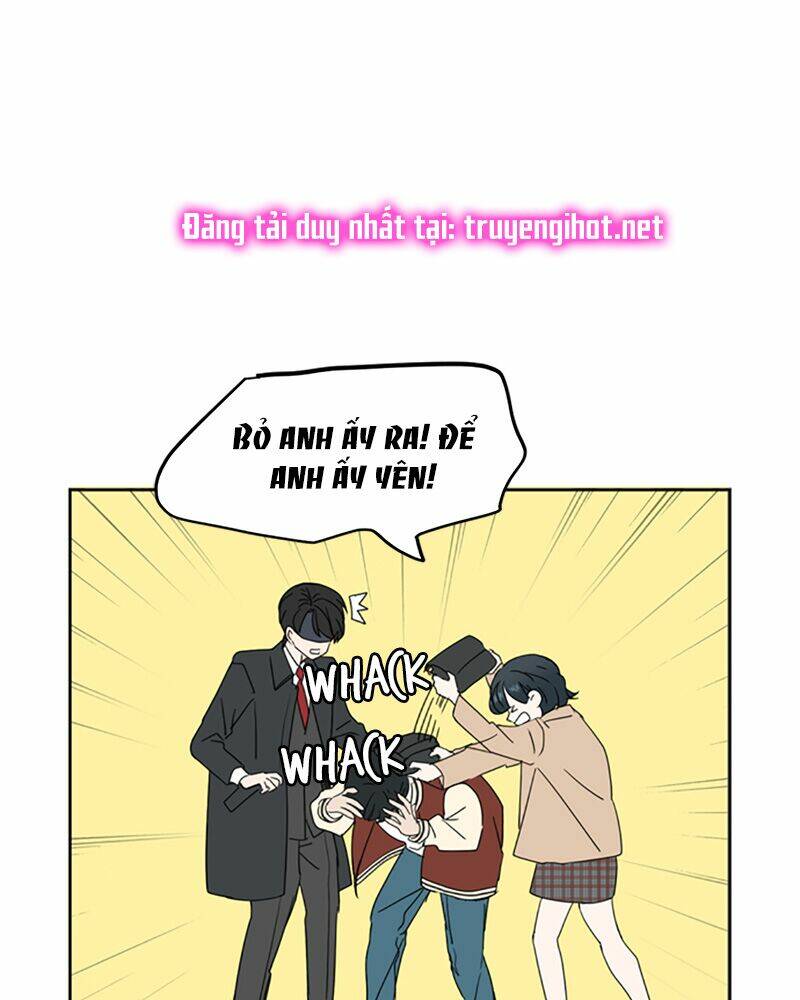 Đăng tải duy nhất tại: truyengihot.net
BỎ ANH ẤY RA! ĐỂ
ANH ẤY YÊN!
WHACK
WHACK